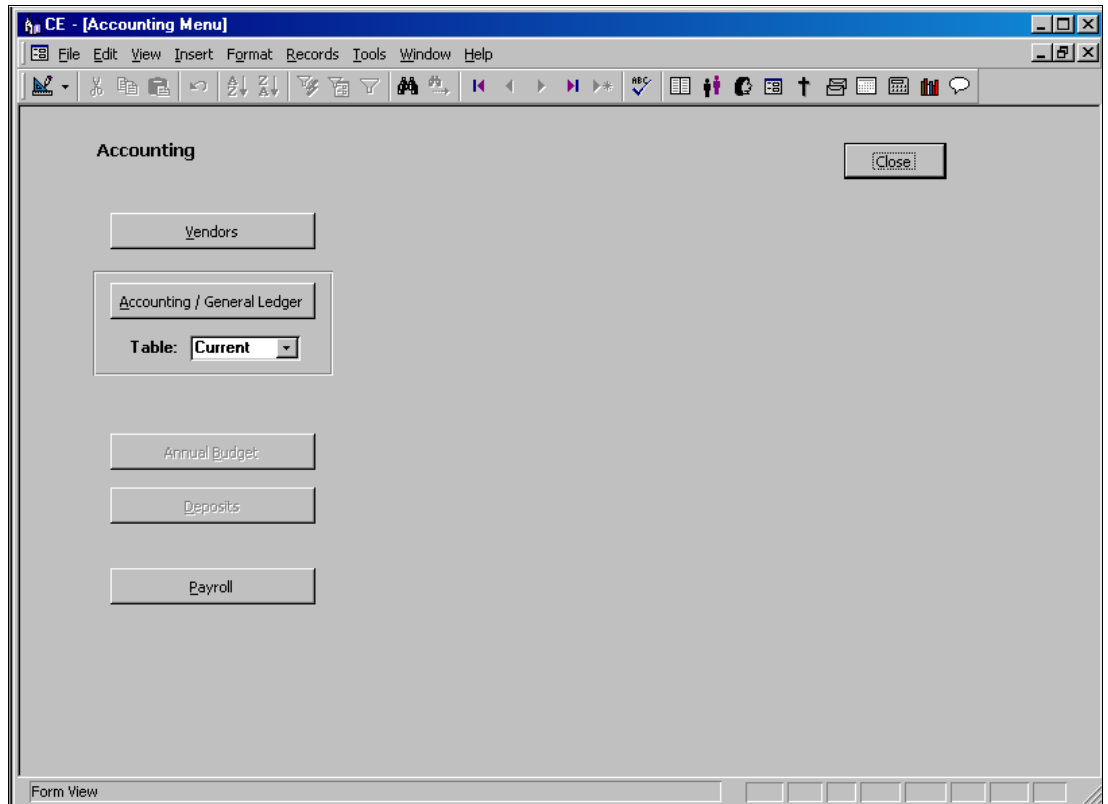 CE - [Accounting Menu]
File Edit View Insert Format Records Tools Window Help
ABC
Accounting
Close
Vendors
Accounting / General Ledger
Table: Current
Annual Budget
Deposits
Payroll
Form View